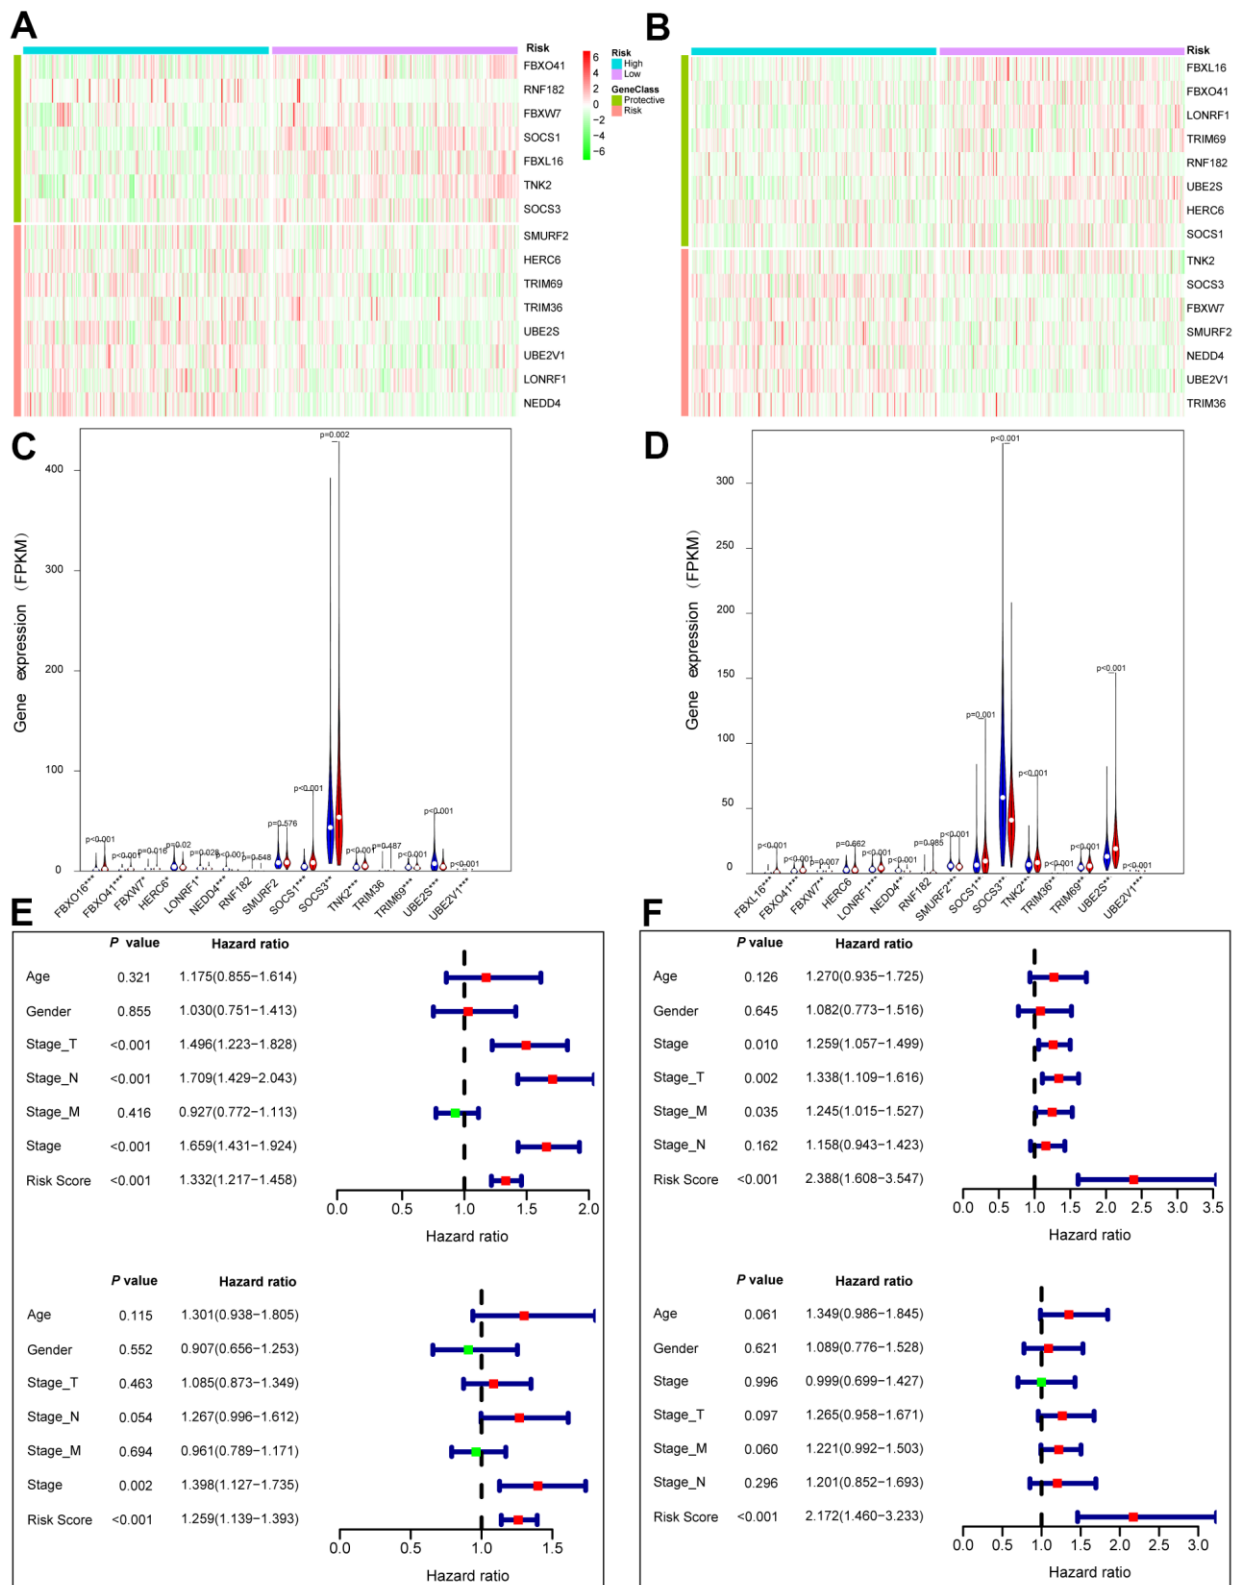 A
Risk
FBXO41
RNF182
FBXW7
SOCS1
FBXL16
TNK2
SOCS3
SMURF2
HERC6
TRIM69
TRIM36
UBE2S
UBE2V1
LONRF1
NEDD4
6
4
2
0
−2
−4
−6
Risk
High
Low
GeneClass
Protective
Risk
B
Risk
FBXL16
FBXO41
LONRF1
TRIM69
RNF182
UBE2S
HERC6
SOCS1
TNK2
SOCS3
FBXW7
SMURF2
NEDD4
UBE2V1
TRIM36
C
Gene expression (FPKM)
400
300
200
100
0
p<0.001
p<0.001
p=0.016
p=0.02
p=0.028
p<0.001
p=0.548
p=0.576
p<0.001
p=0.002
p<0.001
p=0.487
p<0.001
p<0.001
p<0.001
FBXO16***
FBXO41***
FBXW7*
HERC6*
LONRF1*
NEDD4***
RNF182
SMURF2
SOCS1***
SOCS3**
TNK2***
TRIM36
TRIM69***
UBE2S***
UBE2V1***
D
Gene expression (FPKM)
300
250
200
150
100
50
0
p<0.001
p<0.001
p=0.007
p=0.662
p<0.001
p<0.001
p=0.985
p<0.001
p=0.001
p<0.001
p<0.001
p<0.001
p<0.001
p<0.001
p<0.001
FBXL16***
FBXO41***
FBXW7**
HERC6
LONRF1***
NEDD4**
RNF182
SMURF2***
SOCS1**
SOCS3**
TNK2**
TRIM36**
TRIM69**
UBE2S**
UBE2V1***
E
P value Hazard ratio
Age 0.321 1.175(0.855−1.614)
Gender 0.855 1.030(0.751−1.413)
Stage_T <0.001 1.496(1.223−1.828)
Stage_N <0.001 1.709(1.429−2.043)
Stage_M 0.416 0.927(0.772−1.113)
Stage <0.001 1.659(1.431−1.924)
Risk Score <0.001 1.332(1.217−1.458)
0.0 0.5 1.0 1.5 2.0
Hazard ratio
P value Hazard ratio
Age 0.115 1.301(0.938−1.805)
Gender 0.552 0.907(0.656−1.253)
Stage_T 0.463 1.085(0.873−1.349)
Stage_N 0.054 1.267(0.996−1.612)
Stage_M 0.694 0.961(0.789−1.171)
Stage 0.002 1.398(1.127−1.735)
Risk Score <0.001 1.259(1.139−1.393)
0.0 0.5 1.0 1.5
Hazard ratio
F
P value Hazard ratio
Age 0.126 1.270(0.935−1.725)
Gender 0.645 1.082(0.773−1.516)
Stage 0.010 1.259(1.057−1.499)
Stage_T 0.002 1.338(1.109−1.616)
Stage_M 0.035 1.245(1.015−1.527)
Stage_N 0.162 1.158(0.943−1.423)
Risk Score <0.001 2.388(1.608−3.547)
0.0 0.5 1.0 1.5 2.0 2.5 3.0 3.5
Hazard ratio
P value Hazard ratio
Age 0.061 1.349(0.986−1.845)
Gender 0.621 1.089(0.776−1.528)
Stage 0.996 0.999(0.699−1.427)
Stage_T 0.097 1.265(0.958−1.671)
Stage_M 0.060 1.221(0.992−1.503)
Stage_N 0.296 1.201(0.852−1.693)
Risk Score <0.001 2.172(1.460−3.233)
0.0 0.5 1.0 1.5 2.0 2.5 3.0
Hazard ratio